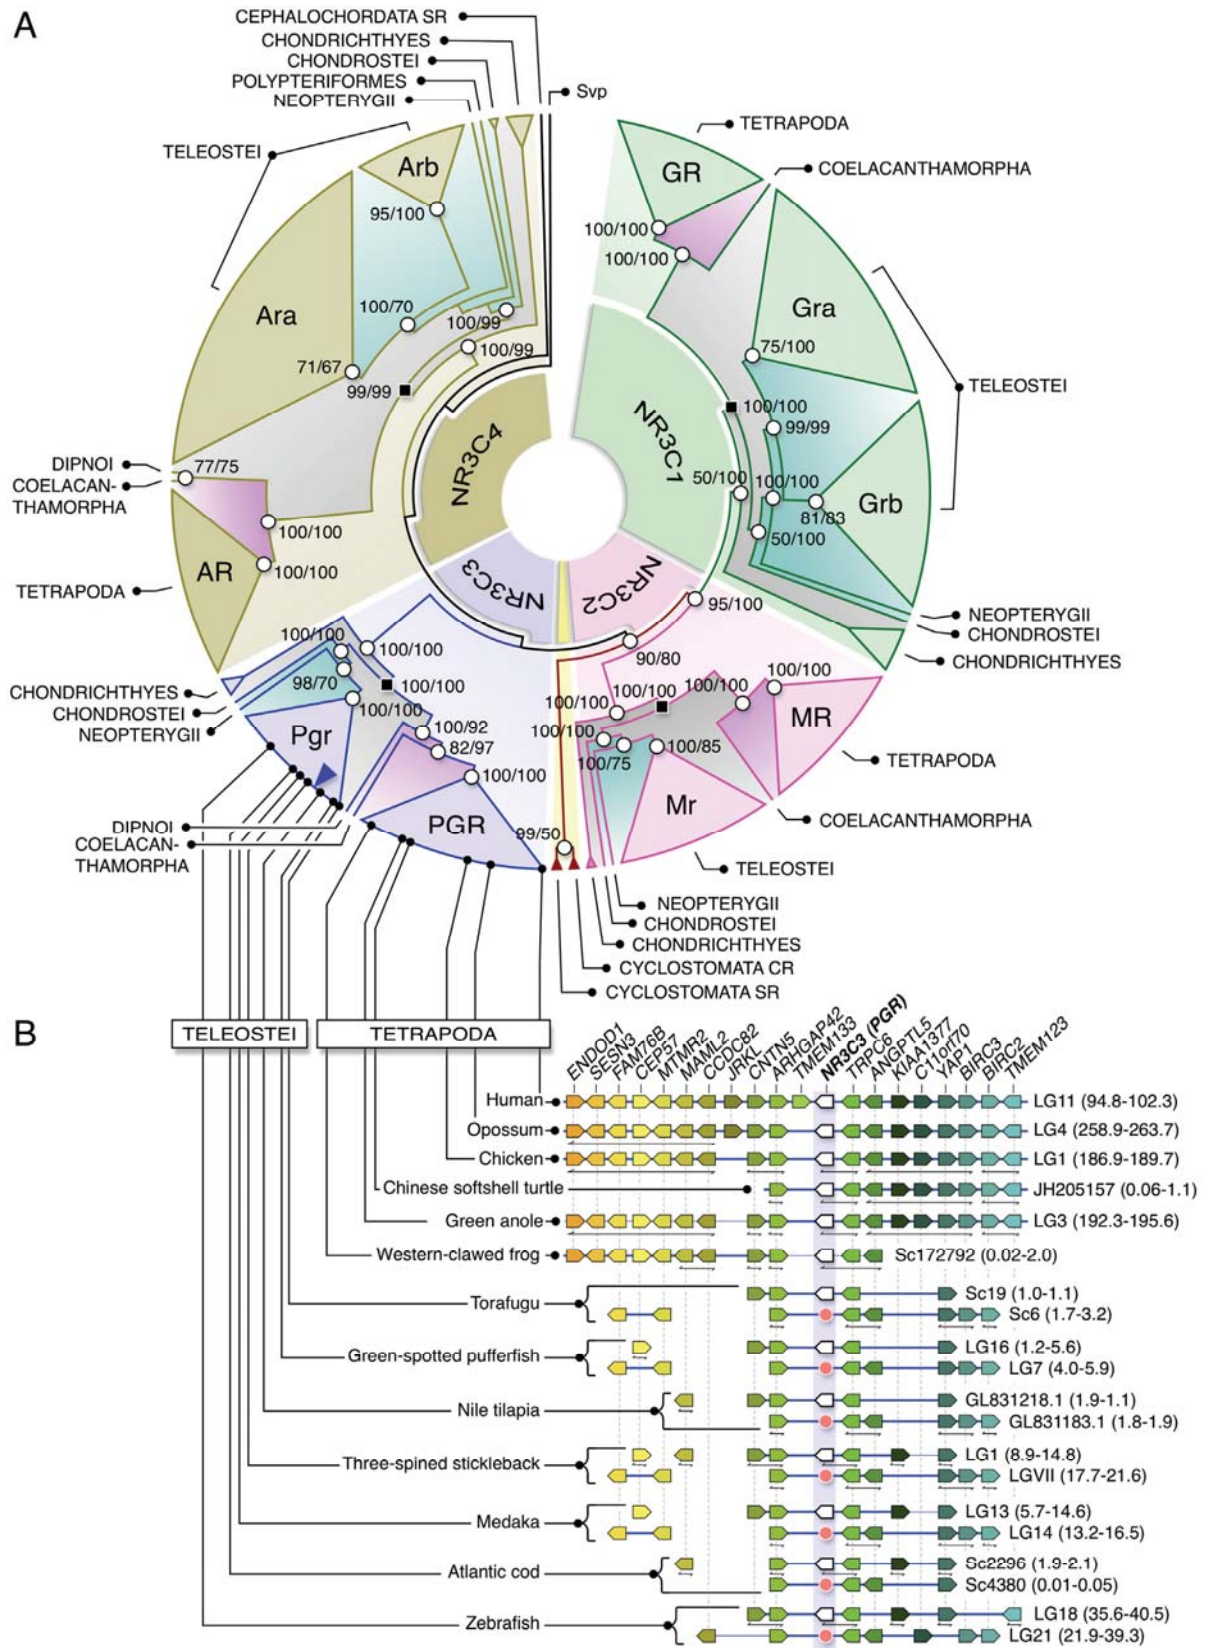 A
CEPHALOCHORDATA SR
CHONDRICHTHYES
CHONDROSTEI
POLYPTERIFORMES
NEOPTERYGII
Svp
TELEOSTEI
TETRAPODA
COELACANTHAMORPHA
Arb
GR
95/100
100/100
100/100
Ara
Gra
100/70
100/99
100/99
71/67
99/99
75/100
TELEOSTEI
100/100
99/99
NR3C4
NR3C1
DIPNOI
COELACAN-
THAMORPHA
77/75
50/100
100/100
81/83
Grb
100/100
50/100
AR
100/100
TETRAPODA
NR3C3
NR3C2
95/100
NEOPTERYGII
CHONDROSTEI
CHONDRICHTHYES
100/100
100/100
90/80
98/70
100/100
100/100
100/100
100/100
100/100
100/100
CHONDRICHTHYES
CHONDROSTEI
NEOPTERYGII
Pgr
100/92
82/97
100/100
100/75
100/85
MR
TETRAPODA
100/100
Mr
DIPNOI
COELACAN-
THAMORPHA
PGR
99/50
COELACANTHAMORPHA
TELEOSTEI
NEOPTERYGII
CHONDROSTEI
CHONDRICHTHYES
CYCLOSTOMATA CR
CYCLOSTOMATA SR
B
TELEOSTEI
TETRAPODA
ENDOD1
SESN3
FAM76B
CEP57
MTMR2
MAML2
CCDC82
JRKL
CNTN5
ARHGAP42
TMEM133
NR3C3 (PGR)
TRPC6
ANGPTL5
KIAA1377
C11orf70
YAP1
BIRC3
BIRC2
TMEM123
Human LG11 (94.8-102.3)
Opossum LG4 (258.9-263.7)
Chicken LG1 (186.9-189.7)
Chinese softshell turtle JH205157 (0.06-1.1)
Green anole LG3 (192.3-195.6)
Western-clawed frog Sc172792 (0.02-2.0)
Torafugu Sc19 (1.0-1.1)
Sc6 (1.7-3.2)
Green-spotted pufferfish LG16 (1.2-5.6)
LG7 (4.0-5.9)
Nile tilapia GL831218.1 (1.9-1.1)
GL831183.1 (1.8-1.9)
Three-spined stickleback LG1 (8.9-14.8)
LGVII (17.7-21.6)
Medaka LG13 (5.7-14.6)
LG14 (13.2-16.5)
Atlantic cod Sc2296 (1.9-2.1)
Sc4380 (0.01-0.05)
Zebrafish LG18 (35.6-40.5)
LG21 (21.9-39.3)